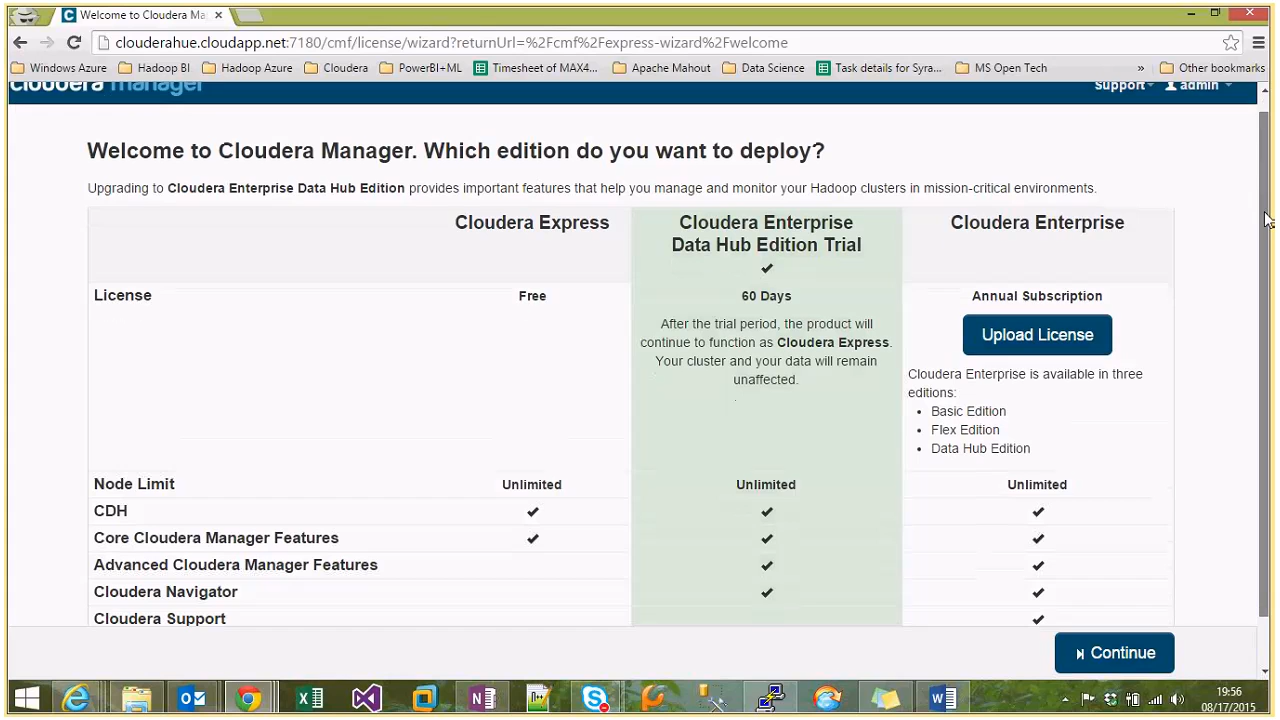 Welcome to Cloudera Ma
clouderahue.cloudapp.net:7180/cmf/license/wizard?returnUrl=%2Fcmf%2Fexpress-wizard%2Fwelcome
Windows Azure Hadoop BI Hadoop Azure Cloudera PowerBI+ML Timesheet of MAX4... Apache Mahout Data Science Task details for Syra... MS Open Tech » Other bookmarks
cloudera manager Support admin
Welcome to Cloudera Manager. Which edition do you want to deploy?
Upgrading to Cloudera Enterprise Data Hub Edition provides important features that help you manage and monitor your Hadoop clusters in mission-critical environments.
Cloudera Express Cloudera Enterprise Cloudera Enterprise
Data Hub Edition Trial
License Free 60 Days Annual Subscription
After the trial period, the product will
continue to function as Cloudera Express.
Your cluster and your data will remain
unaffected.
.
Upload License
Cloudera Enterprise is available in three
editions:
• Basic Edition
• Flex Edition
• Data Hub Edition
Node Limit Unlimited Unlimited Unlimited
CDH ✔ ✔ ✔
Core Cloudera Manager Features ✔ ✔ ✔
Advanced Cloudera Manager Features ✔ ✔
Cloudera Navigator ✔ ✔
Cloudera Support ✔
Continue
19:56
08/17/2015